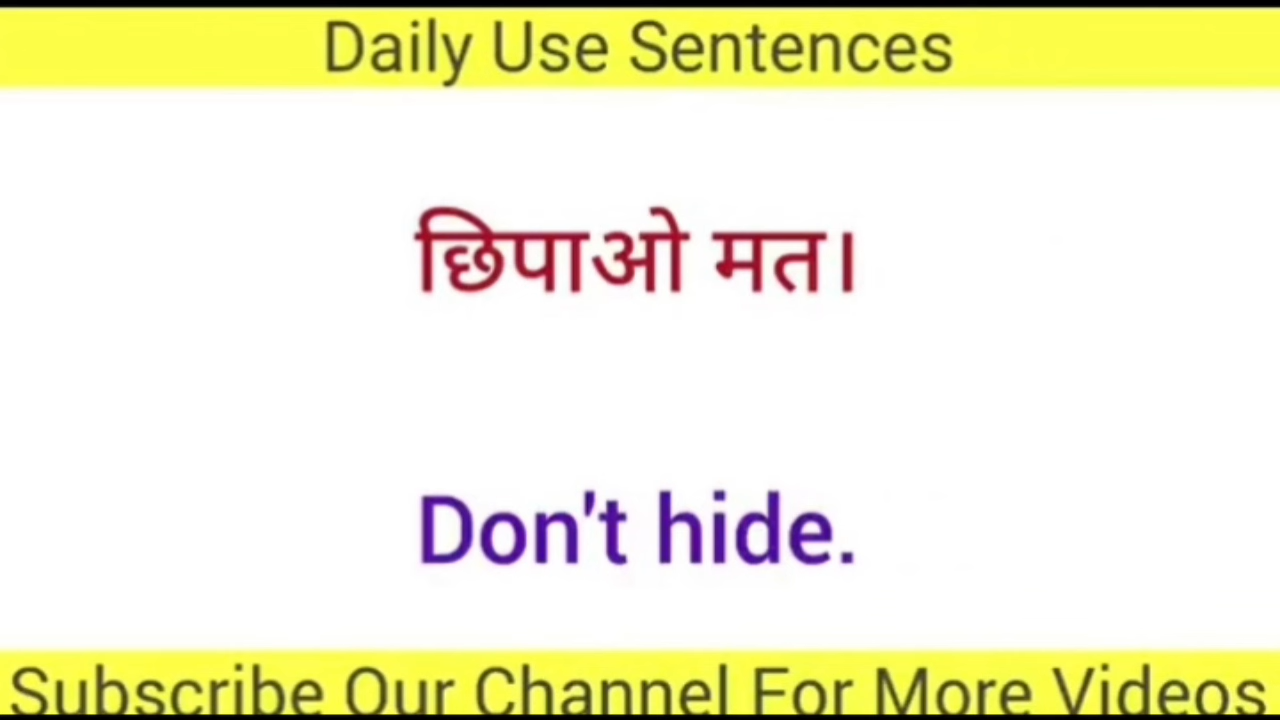 Daily Use Sentences
छिपाओ मत।
Don't hide.
Subscribe Our Channel For More Videos